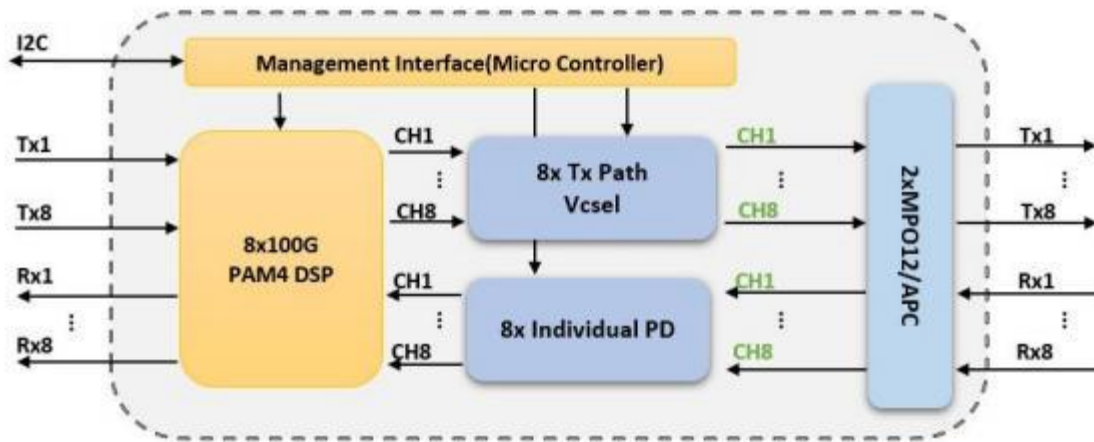 I2C
Management Interface(Micro Controller)
Tx1
CH1
CH1
Tx1
8x Tx Path
Vcsel
...
...
...
Tx8
CH8
CH8
Tx8
8x100G
PAM4 DSP
2xMPO12/APC
Rx1
CH1
CH1
Rx1
...
...
...
...
8x Individual PD
Rx8
CH8
CH8
Rx8